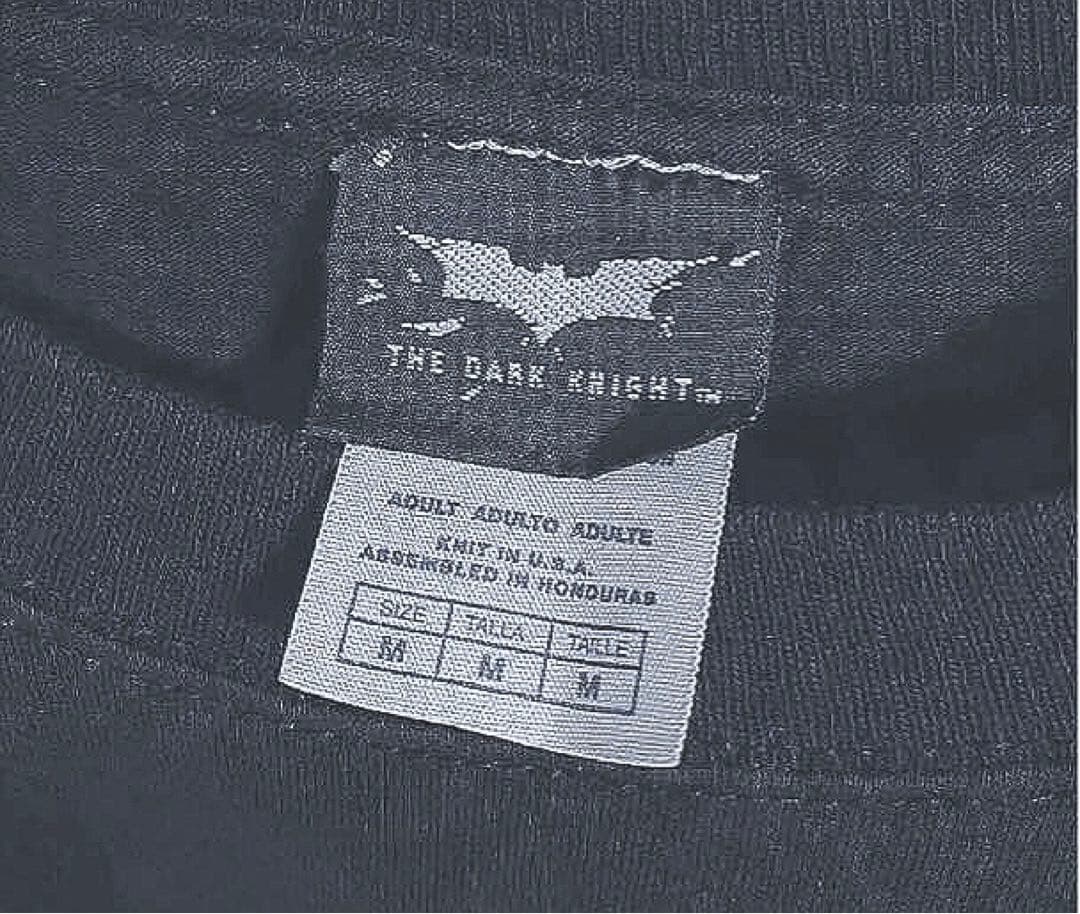 THE DARK KNIGHT™
ADULT ADULTO ADULTE
KNIT IN U.S.A.
ASSEMBLED IN HONDURAS
SIZE TALLA TAILLE
M M M